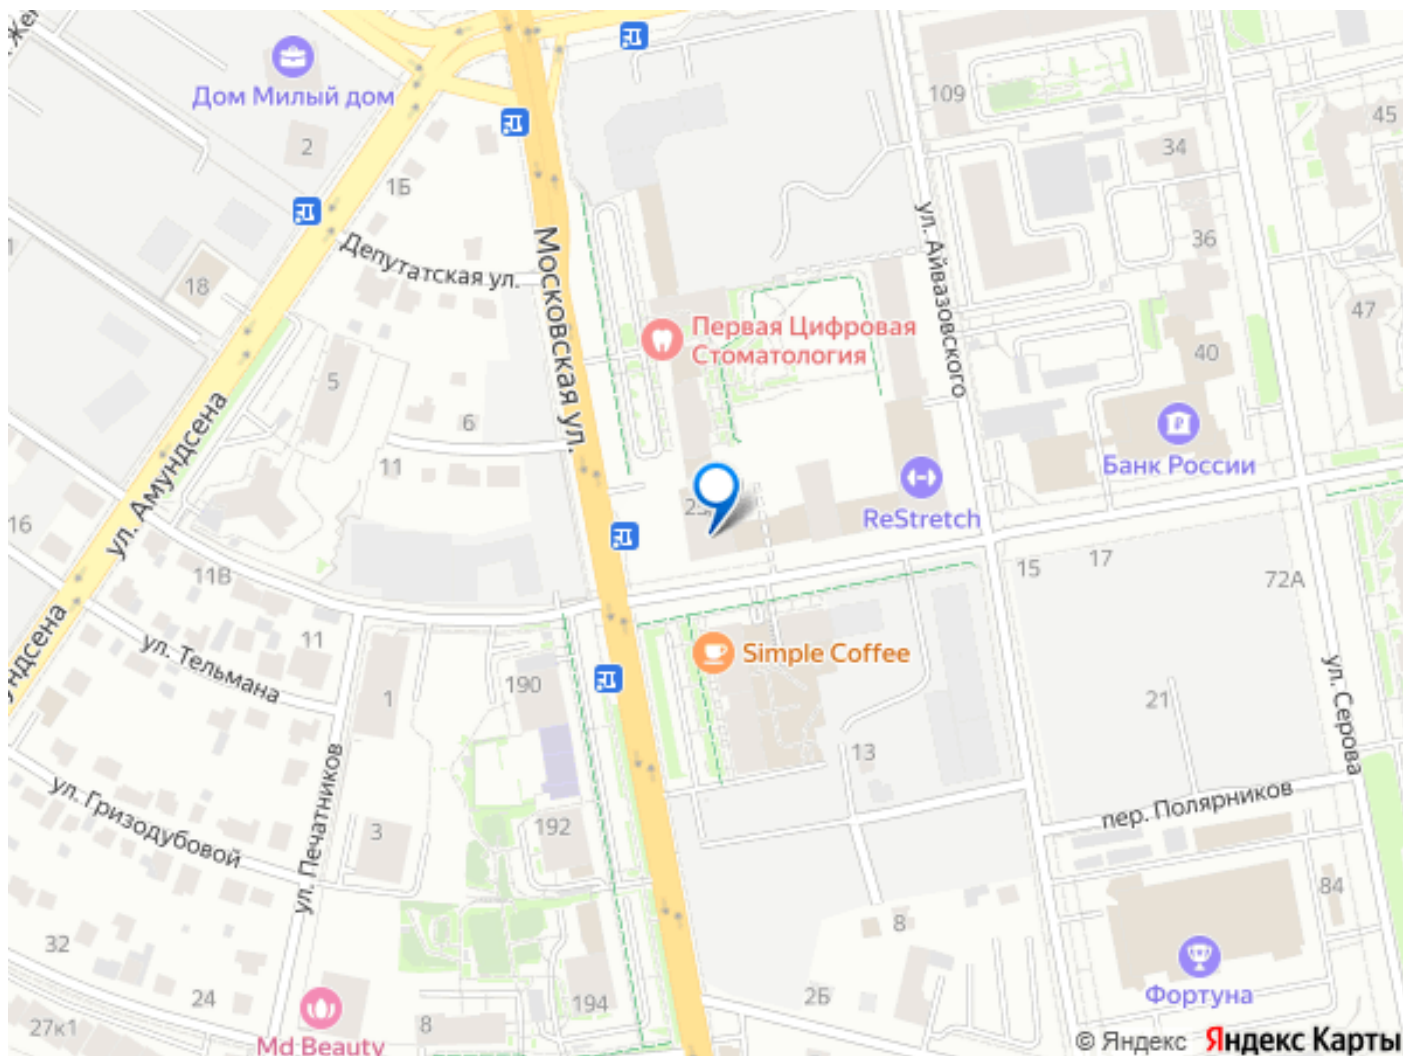 Дом Милый дом
2
1Б
109
45
34
Депутатская ул.
Московская ул.
ул. Айвазовского
36
18
47
Первая Цифровая
Стоматология
40
5
6
ул. Амундсена
11
Банк России
ReStretch
16
11В
15
17
72А
11
ул. Тельмана
Simple Coffee
190
1
21
ул. Серова
13
ул. Гризодубовой
ул. Печатников
3
192
пер. Полярников
84
8
32
24
194
2Б
Фортуна
27к1
8
Md Beauty
© Яндекс
Яндекс Карты